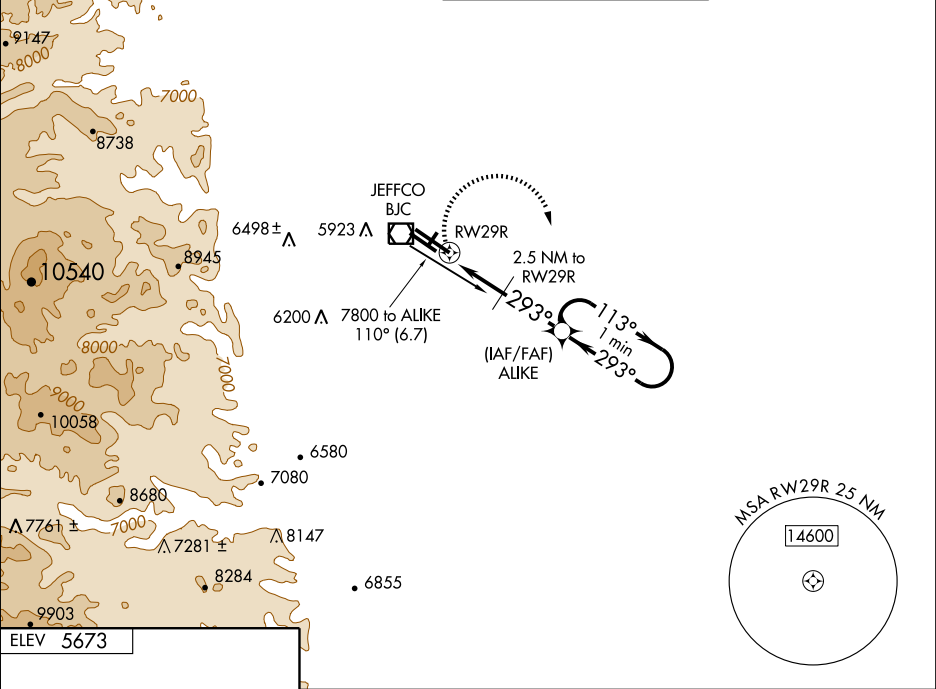 9147
8000
7000
8738
JEFFCO
BJC
6498 ±
5923
RW29R
8945
2.5 NM to
RW29R
10540
293°
113°
1 min
293°
6200
7800 to ALIKE
110° (6.7)
(IAF/FAF)
ALIKE
8000
7000
9000
10058
6580
7080
8680
7000
7761 ±
7281 ±
8147
MSA RW29R 25 NM
14600
8284
6855
9903
ELEV 5673